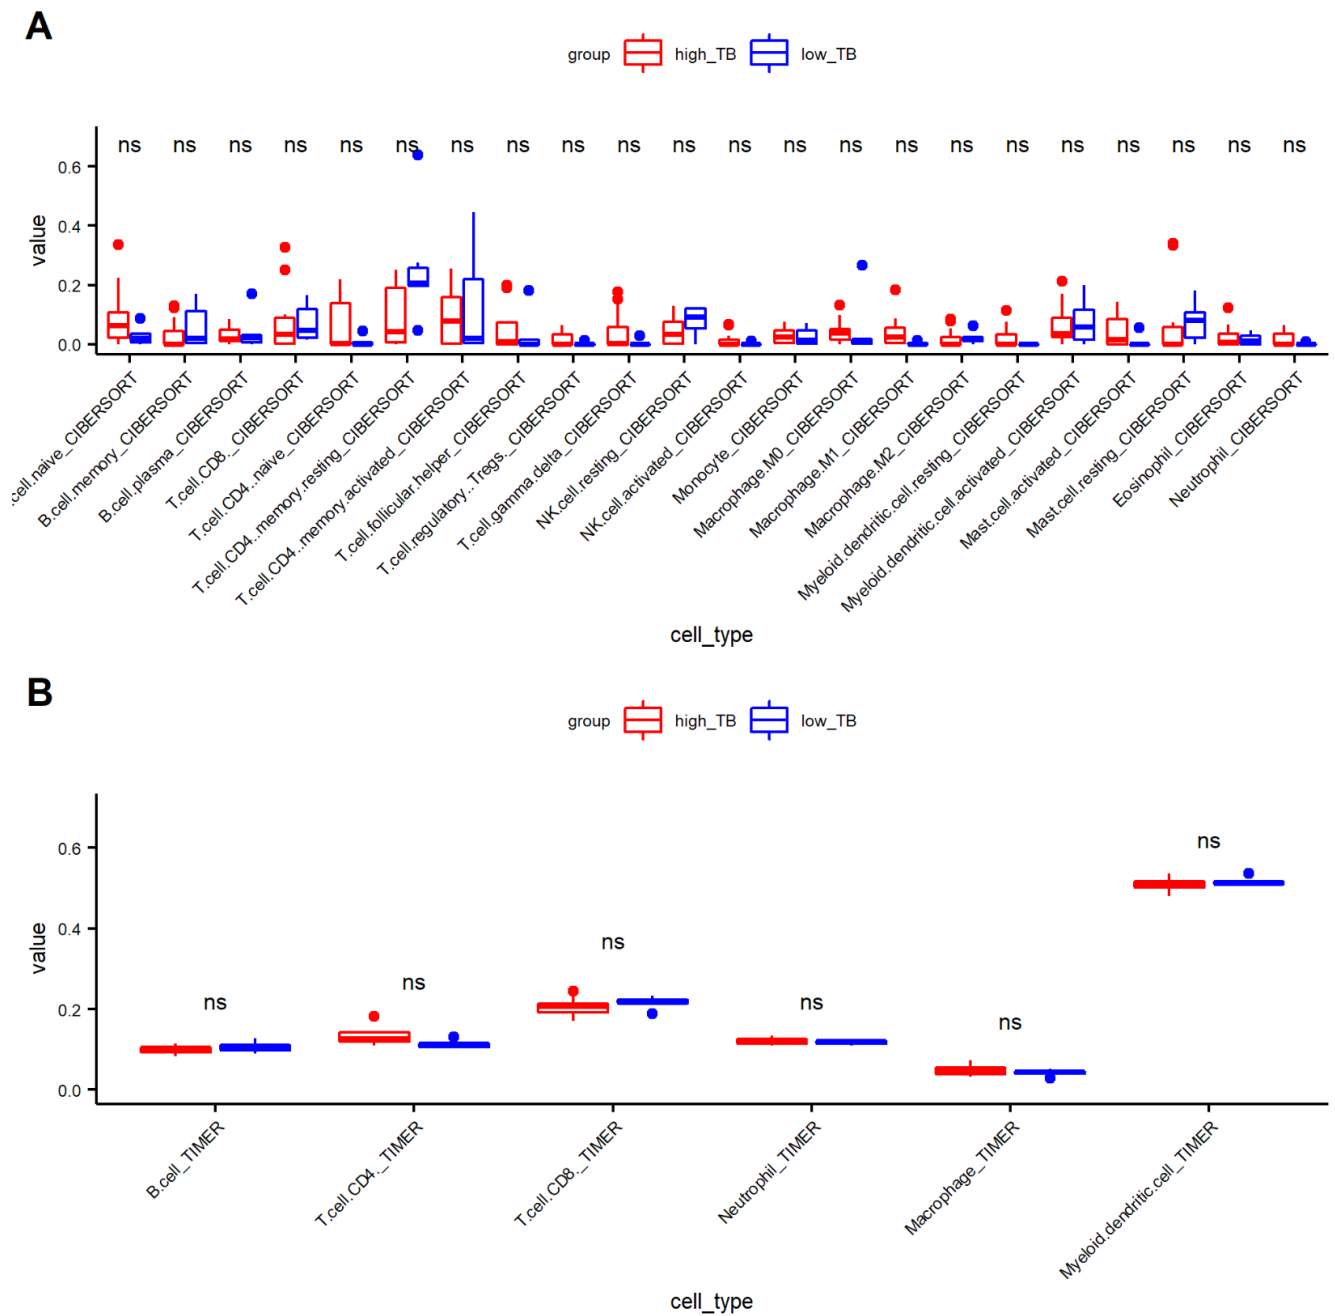 A
group high_TB low_TB
ns ns ns ns ns ns ns ns ns ns ns ns ns ns ns ns ns ns ns ns ns ns
value
0.6
0.4
0.2
0.0
.cell.naive_CIBERSORT
B.cell.memory_CIBERSORT
B.cell.plasma_CIBERSORT
T.cell.CD8._CIBERSORT
T.cell.CD4..naive_CIBERSORT
T.cell.CD4..memory.resting_CIBERSORT
T.cell.CD4..memory.activated_CIBERSORT
T.cell.follicular.helper_CIBERSORT
T.cell.regulatory..Tregs._CIBERSORT
T.cell.gamma.delta_CIBERSORT
NK.cell.resting_CIBERSORT
NK.cell.activated_CIBERSORT
Monocyte_CIBERSORT
Macrophage.M0_CIBERSORT
Macrophage.M1_CIBERSORT
Macrophage.M2_CIBERSORT
Myeloid.dendritic.cell.resting_CIBERSORT
Myeloid.dendritic.cell.activated_CIBERSORT
Mast.cell.activated_CIBERSORT
Mast.cell.resting_CIBERSORT
Eosinophil_CIBERSORT
Neutrophil_CIBERSORT
cell_type
B
group high_TB low_TB
value
0.6
0.4
0.2
0.0
ns
ns
ns
ns
ns
ns
B.cell_TIMER
T.cell.CD4._TIMER
T.cell.CD8._TIMER
Neutrophil_TIMER
Macrophage_TIMER
Myeloid.dendritic.cell_TIMER
cell_type